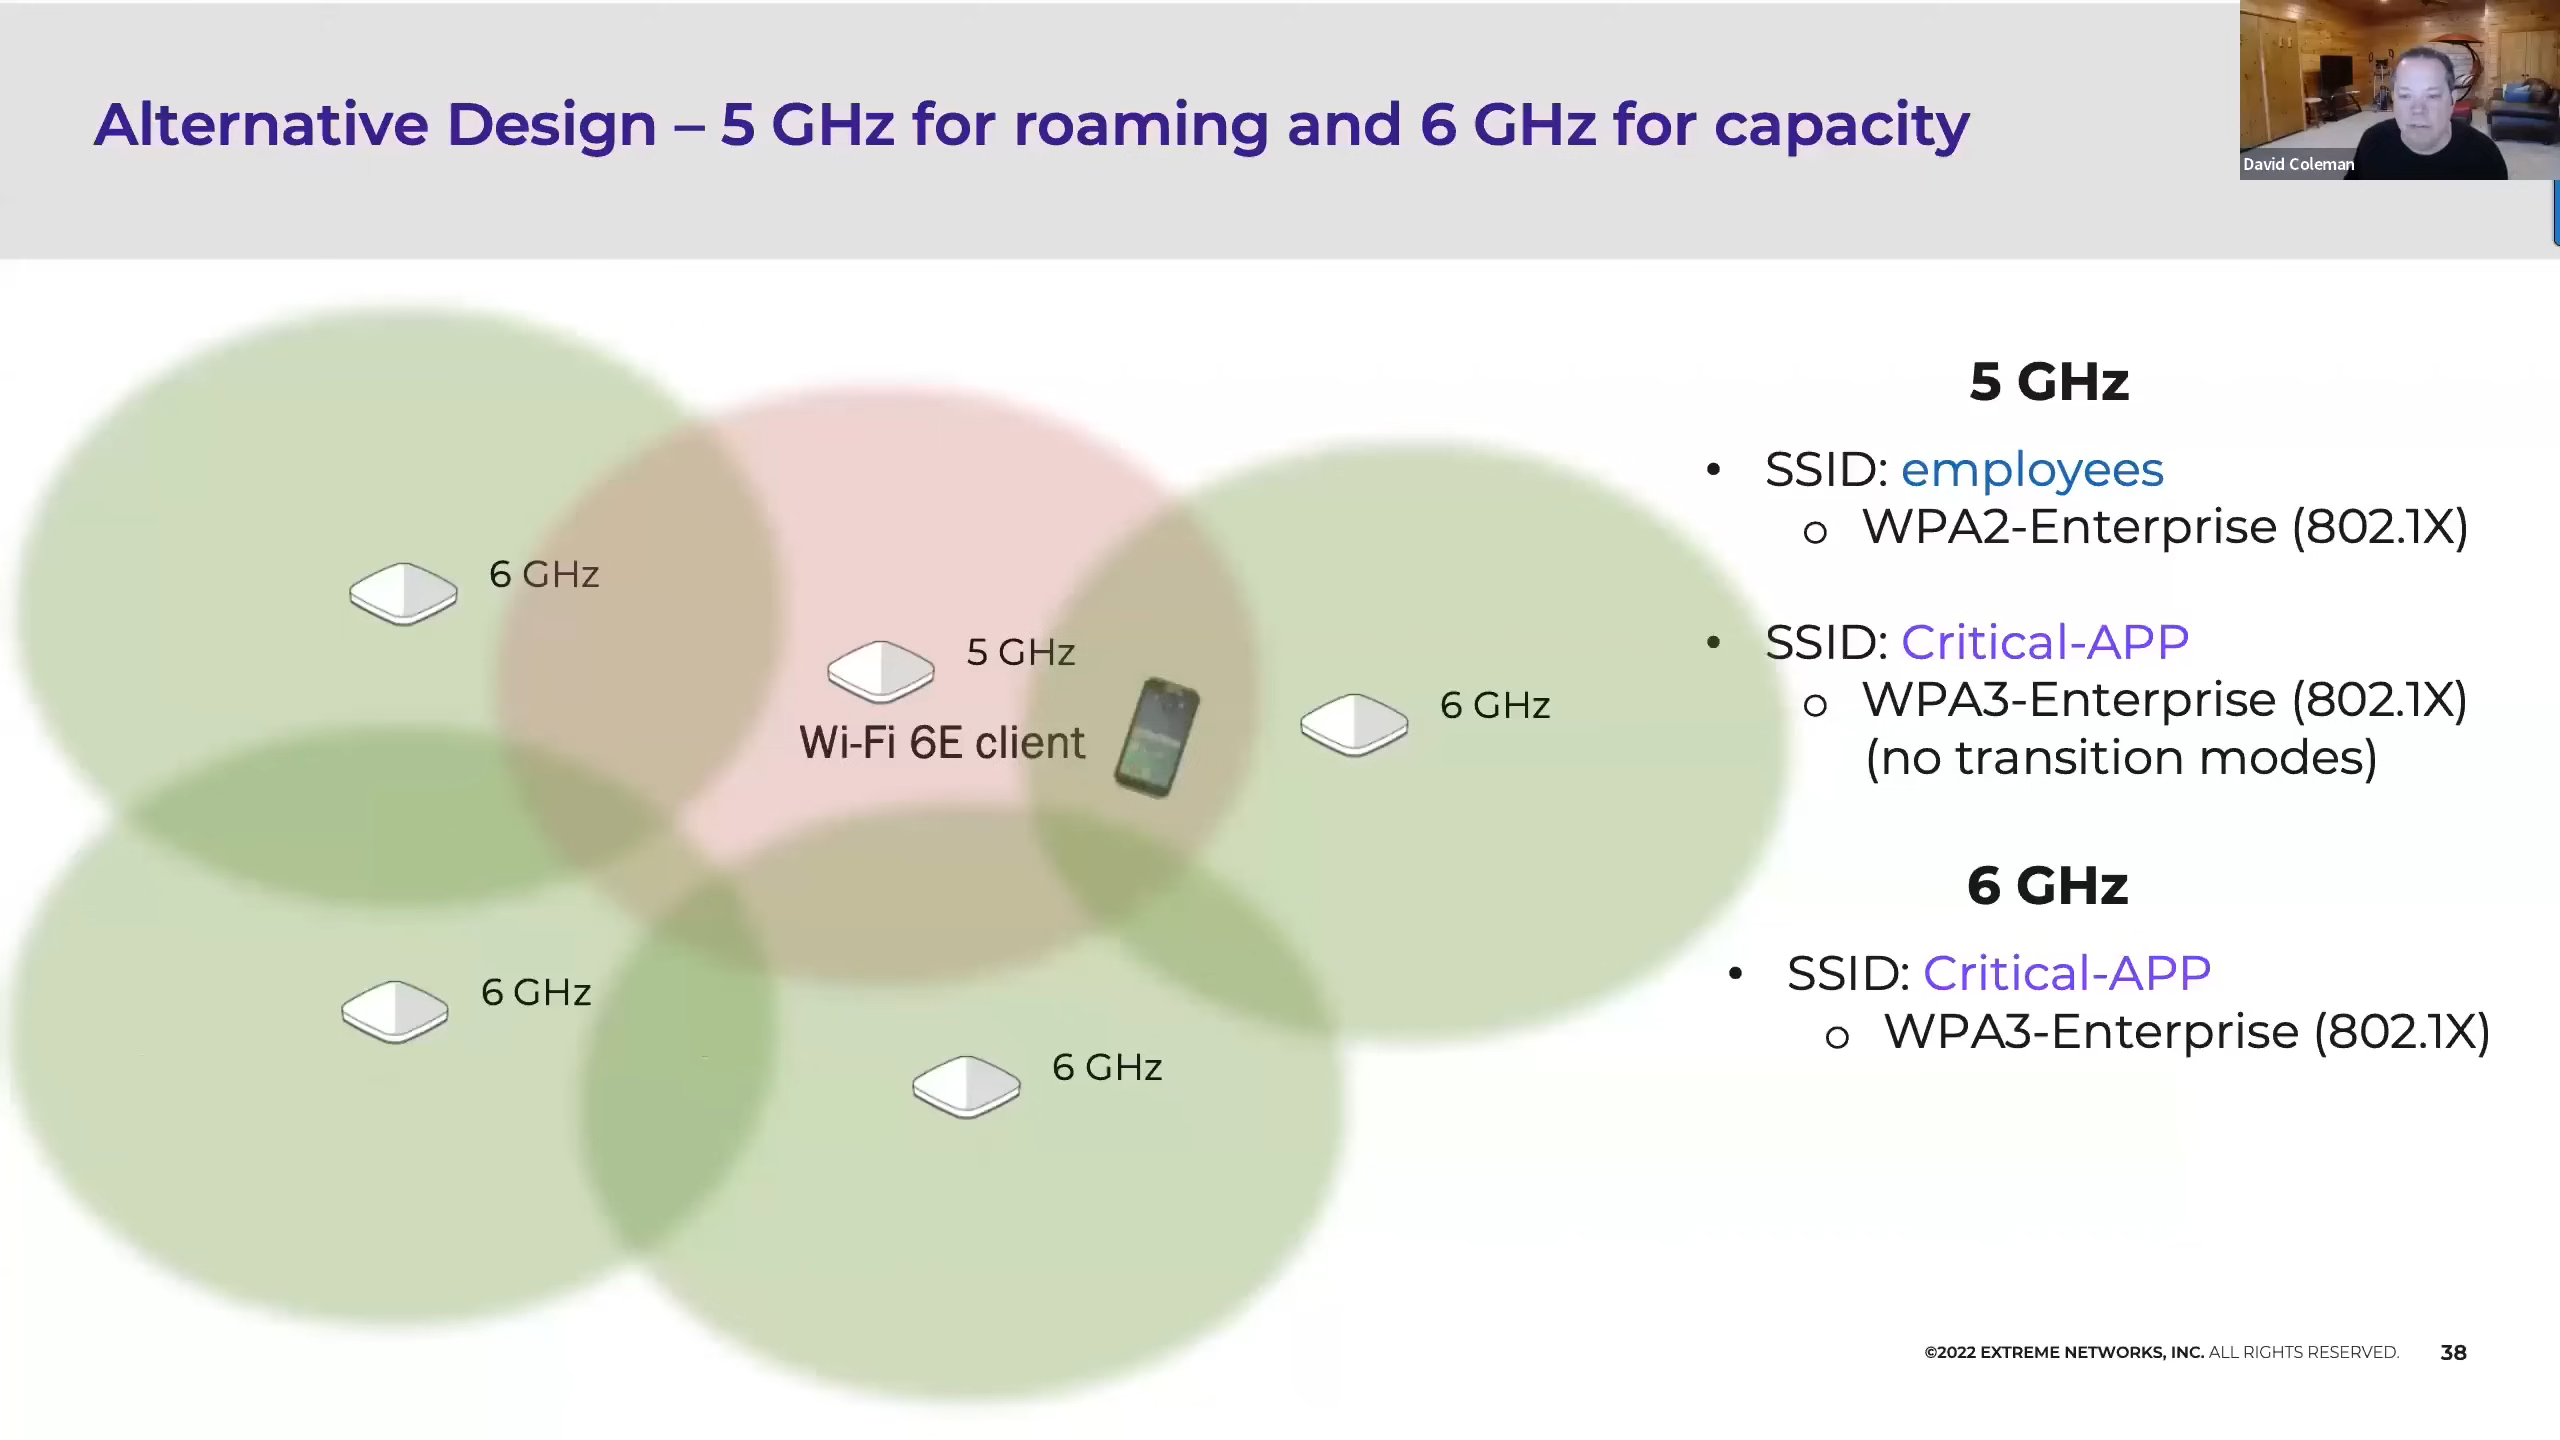 Alternative Design – 5 GHz for roaming and 6 GHz for capacity
David Coleman
6 GHz
5 GHz
Wi-Fi 6E client
6 GHz
6 GHz
6 GHz
5 GHz
• SSID: employees
o WPA2-Enterprise (802.1X)
• SSID: Critical-APP
o WPA3-Enterprise (802.1X)
(no transition modes)
6 GHz
• SSID: Critical-APP
o WPA3-Enterprise (802.1X)
©2022 EXTREME NETWORKS, INC. ALL RIGHTS RESERVED. 38